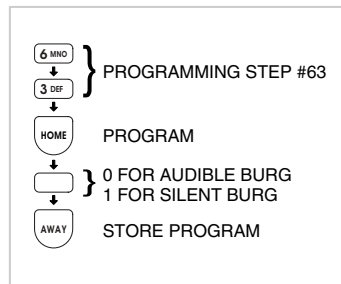 6 MNO
3 DEF
PROGRAMMING STEP #63
HOME
PROGRAM
0 FOR AUDIBLE BURG
1 FOR SILENT BURG
AWAY
STORE PROGRAM